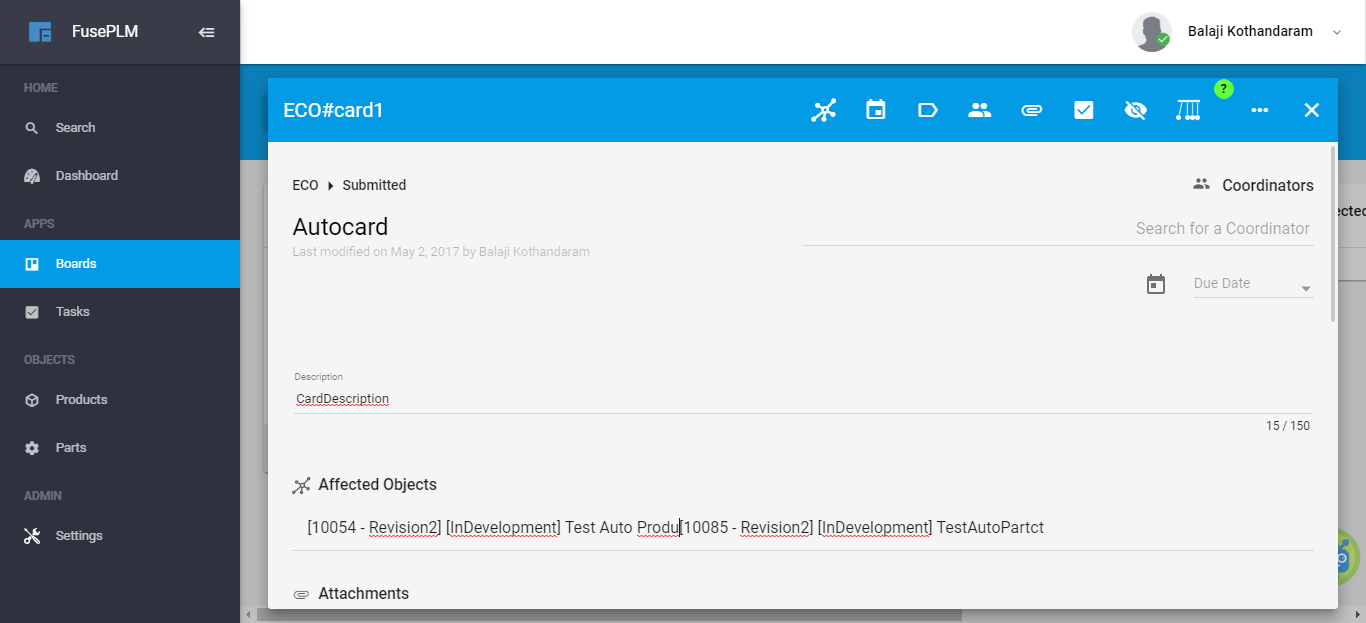 FusePLM
Balaji Kothandaram
HOME
Search
Dashboard
APPS
Boards
Tasks
OBJECTS
Products
Parts
ADMIN
Settings
ECO#card1
?
ECO Submitted
Coordinators
Autocard
Search for a Coordinator
Last modified on May 2, 2017 by Balaji Kothandaram
Due Date
Description
CardDescription
15 / 150
Affected Objects
[10054 - Revision2] [InDevelopment] Test Auto Produ[10085 - Revision2] [InDevelopment] TestAutoPartct
Attachments